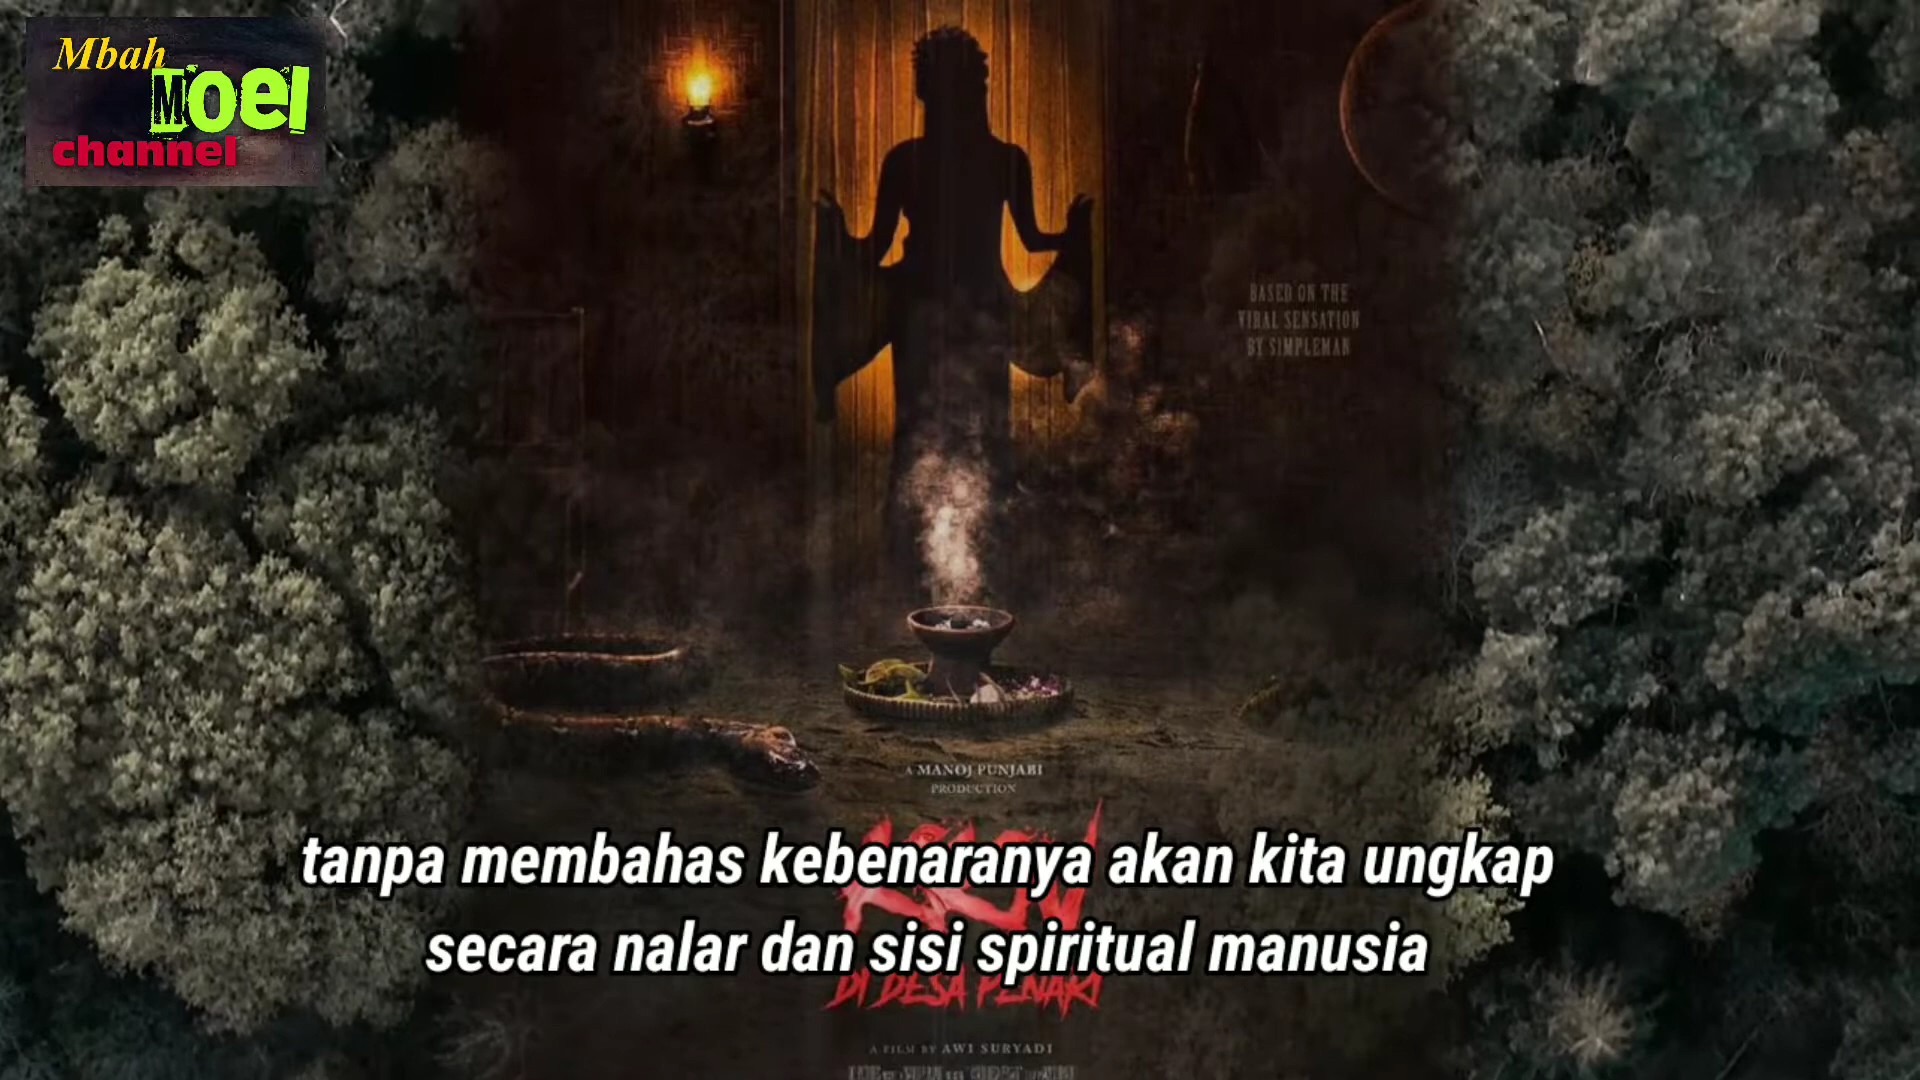 Mbah
Moel
channel
BASED ON THE
VIRAL SENSATION
BY SIMPLEMAN
A MANOJ PUNJABI
PRODUCTION
tanpa membahas kebenaranya akan kita ungkap
secara nalar dan sisi spiritual manusia
DI DESA PENARI
A FILM BY AWI SURYADI